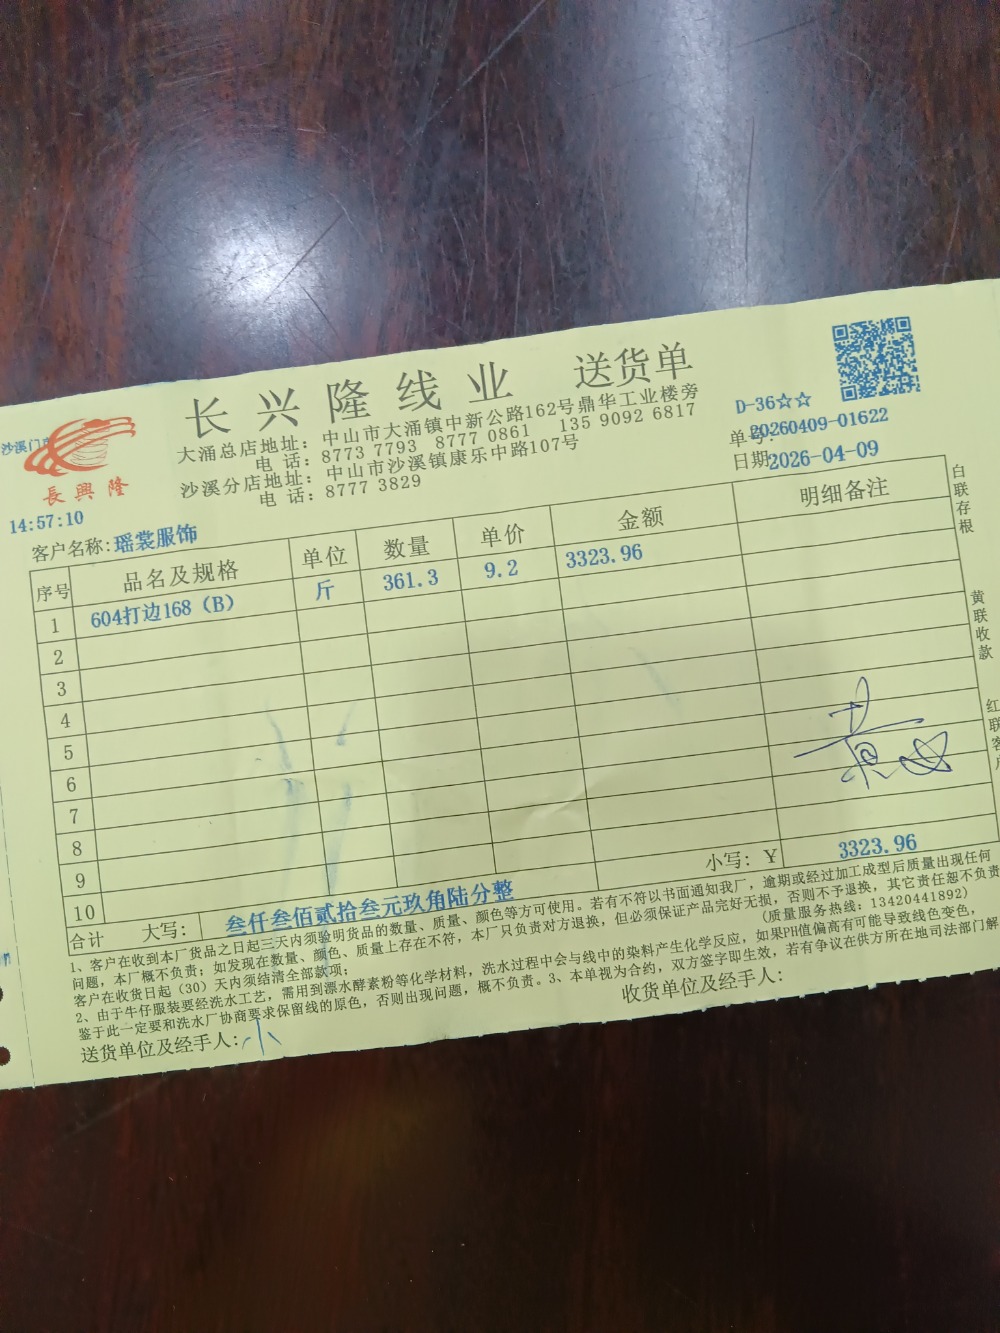 长兴隆线业 送货单
大涌总店地址：中山市大涌镇中新公路162号鼎华工业楼旁
电 话：8773 7793 8777 0861 135 9092 6817
沙溪分店地址：中山市沙溪镇康乐中路107号
电 话：8777 3829
D-36☆☆
单号：20260409-01622
日期：2026-04-09
沙溪门
長興隆
14:57:10
客户名称：瑶裳服饰
序号 品名及规格 单位 数量 单价 金额 明细备注
1 604打边168（B） 斤 361.3 9.2 3323.96
2
3
4
5
6
7
8
9
10
小写：￥ 3323.96
合计 大写：叁仟叁佰贰拾叁元玖角陆分整
1、客户在收到本厂货品之日起三天内须验明货品的数量、质量、颜色等方可使用。若有不符以书面通知我厂，逾期或经过加工成型后质量出现任何
问题，本厂概不负责；如发现在数量、颜色、质量上存在不符，本厂只负责对方退换，但必须保证产品完好无损，否则不予退换，其它责任恕不负责
客户在收货日起（30）天内须结清全部款项；
（质量服务热线：13420441892）
2、由于牛仔服装要经洗水工艺，需用到漂水酵素粉等化学材料，洗水过程中会与线中的染料产生化学反应，如果PH值偏高有可能导致线色变色，
鉴于此一定要和洗水厂协商要求保留线的原色，否则出现问题，概不负责。3、本单视为合约，双方签字即生效，若有争议在供方所在地司法部门解
送货单位及经手人：小
收货单位及经手人：
白联存根
黄联收款
红联客户